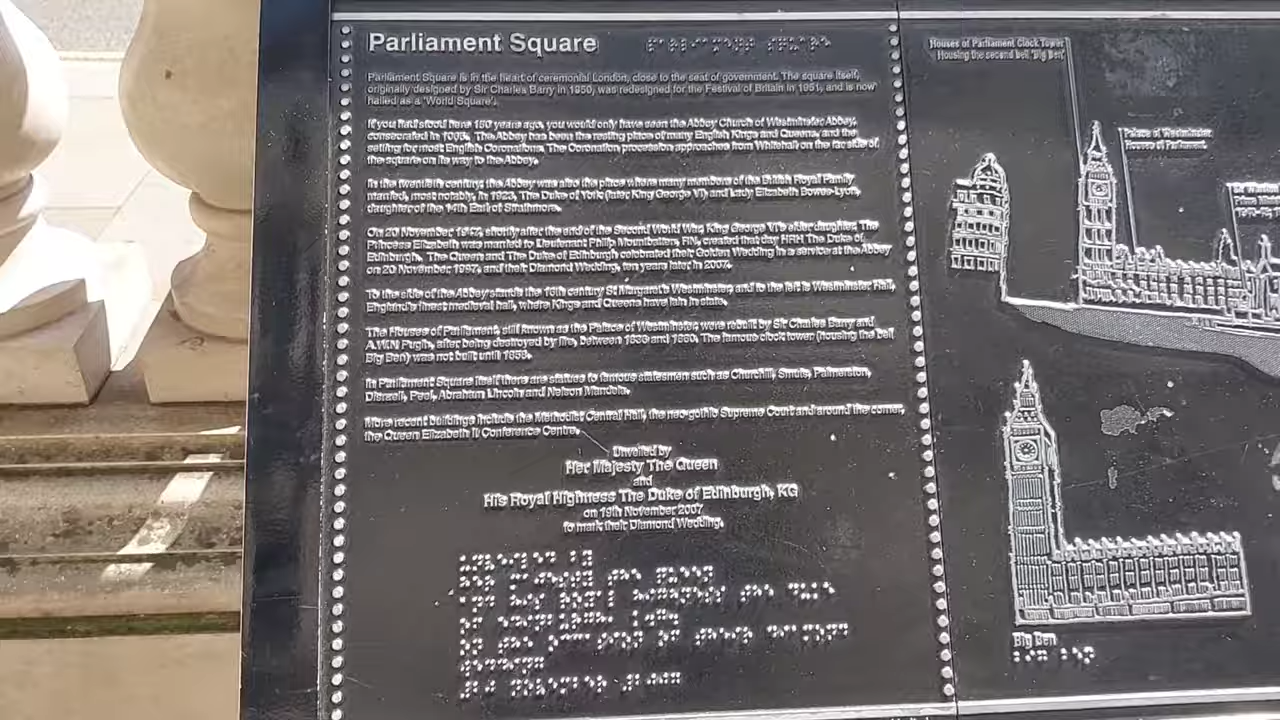 Parliament Square
Parliament Square is in the heart of ceremonial London, close to the seat of government. The square itself,
originally designed by Sir Charles Barry in 1850, was redesigned for the Festival of Britain in 1951, and is now
hailed as a 'World Square'.
If you had stood here 150 years ago, you would only have seen the Abbey Church of Westminster Abbey,
consecrated in 1065. The Abbey has been the resting place of many English Kings and Queens, and the
setting for most English Coronations. The Coronation procession approaches from Whitehall on the far side of
the square on its way to the Abbey.
In the twentieth century, the Abbey was also the place where many members of the British Royal Family
married, most notably, in 1923, The Duke of York (later King George VI) and Lady Elizabeth Bowes-Lyon,
daughter of the 14th Earl of Strathmore.
On 20 November 1947, shortly after the end of the Second World War, King George VI's elder daughter, The
Princess Elizabeth was married to Lieutenant Philip Mountbatten, RN, created that day HRH The Duke of
Edinburgh. The Queen and The Duke of Edinburgh celebrated their Golden Wedding in a service at the Abbey
on 20 November 1997, and their Diamond Wedding, ten years later in 2007.
To the side of the Abbey stands the 16th century St Margaret's Westminster, and to the left is Westminster Hall,
England's finest medieval hall, where Kings and Queens have lain in state.
The Houses of Parliament, still known as the Palace of Westminster, were rebuilt by Sir Charles Barry and
A.W.N Pugin, after being destroyed by fire, between 1839 and 1860. The famous clock tower (housing the bell
Big Ben) was not built until 1858.
In Parliament Square itself there are statues to famous statesmen such as Churchill, Smuts, Palmerston,
Disraeli, Peel, Abraham Lincoln and Nelson Mandela.
More recent buildings include the Methodist Central Hall, the neo-gothic Supreme Court and around the corner,
the Queen Elizabeth II Conference Centre.
Unveiled by
Her Majesty The Queen
and
His Royal Highness The Duke of Edinburgh, KG
on 19th November 2007
to mark their Diamond Wedding.
Houses of Parliament Clock Tower
Housing the second bell 'Big Ben'
Palace of Westminster
Houses of Parliament
Sir Winston
Prime
Big Ben